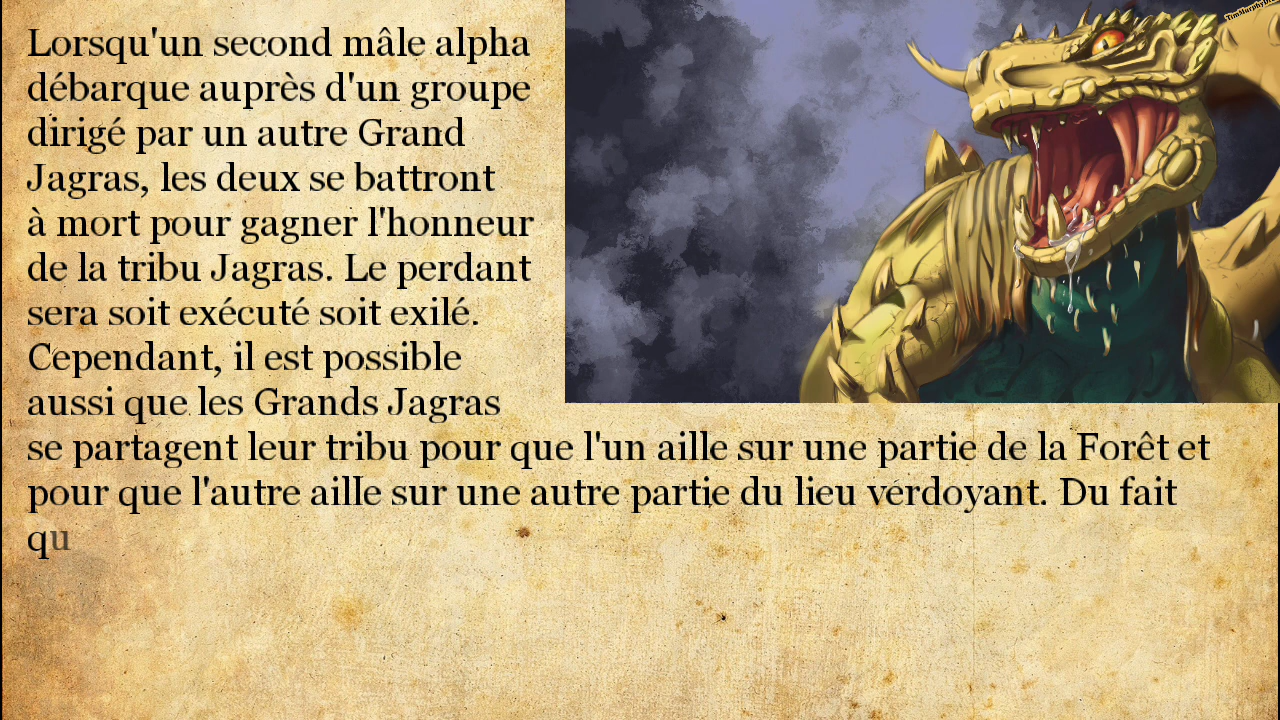 Lorsqu'un second mâle alpha
débarque auprès d'un groupe
dirigé par un autre Grand
Jagras, les deux se battront
à mort pour gagner l'honneur
de la tribu Jagras. Le perdant
sera soit exécuté soit exilé.
Cependant, il est possible
aussi que les Grands Jagras
se partagent leur tribu pour que l'un aille sur une partie de la Forêt et
pour que l'autre aille sur une autre partie du lieu verdoyant. Du fait
qu